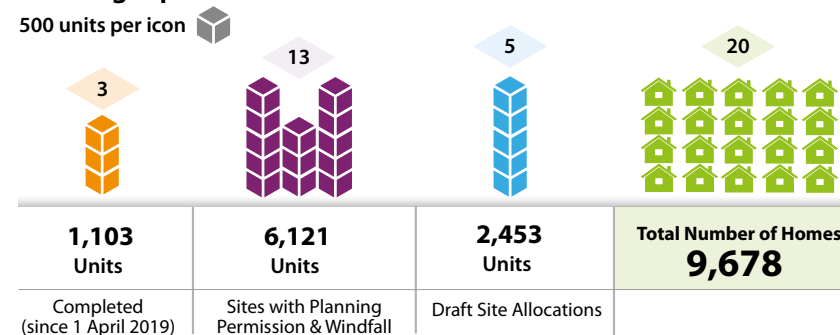 500 units per icon
3
13
5
20
1,103
Units
6,121
Units
2,453
Units
Total Number of Homes
9,678
Completed
(since 1 April 2019)
Sites with Planning
Permission & Windfall
Draft Site Allocations